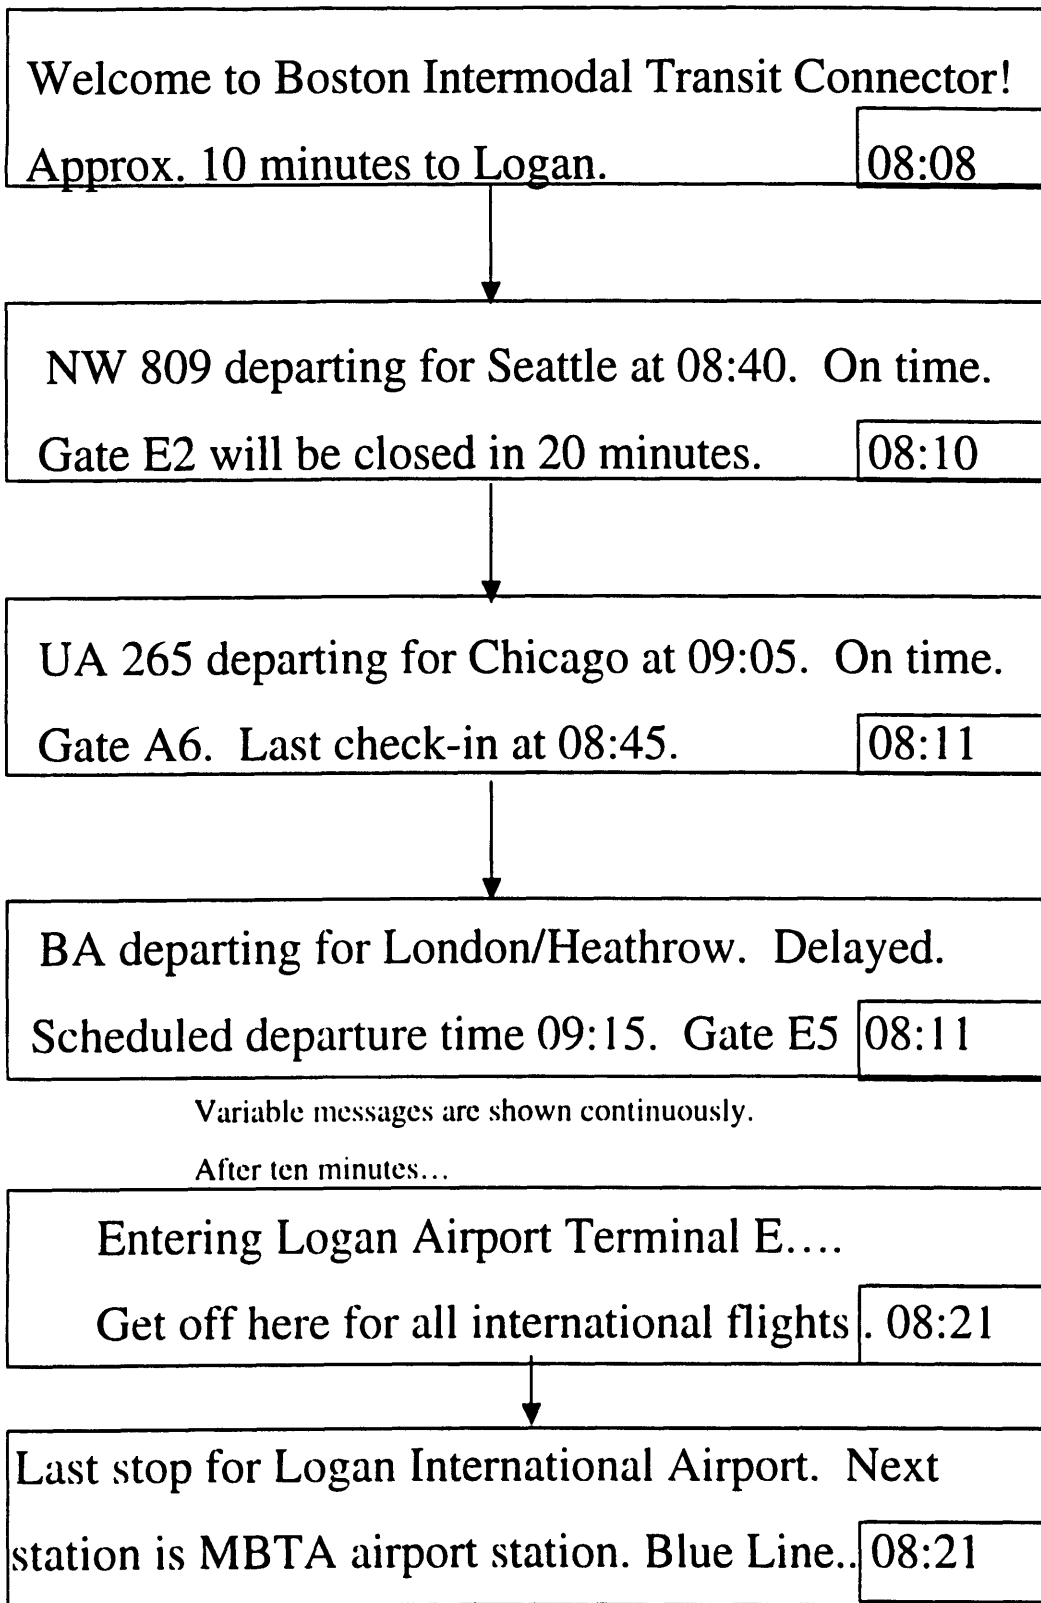 Welcome to Boston Intermodal Transit Connector!
Approx. 10 minutes to Logan. 08:08
NW 809 departing for Seattle at 08:40. On time.
Gate E2 will be closed in 20 minutes. 08:10
UA 265 departing for Chicago at 09:05. On time.
Gate A6. Last check-in at 08:45. 08:11
BA departing for London/Heathrow. Delayed.
Scheduled departure time 09:15. Gate E5 08:11
Variable messages are shown continuously.
After ten minutes...
Entering Logan Airport Terminal E....
Get off here for all international flights . 08:21
Last stop for Logan International Airport. Next
station is MBTA airport station. Blue Line.. 08:21